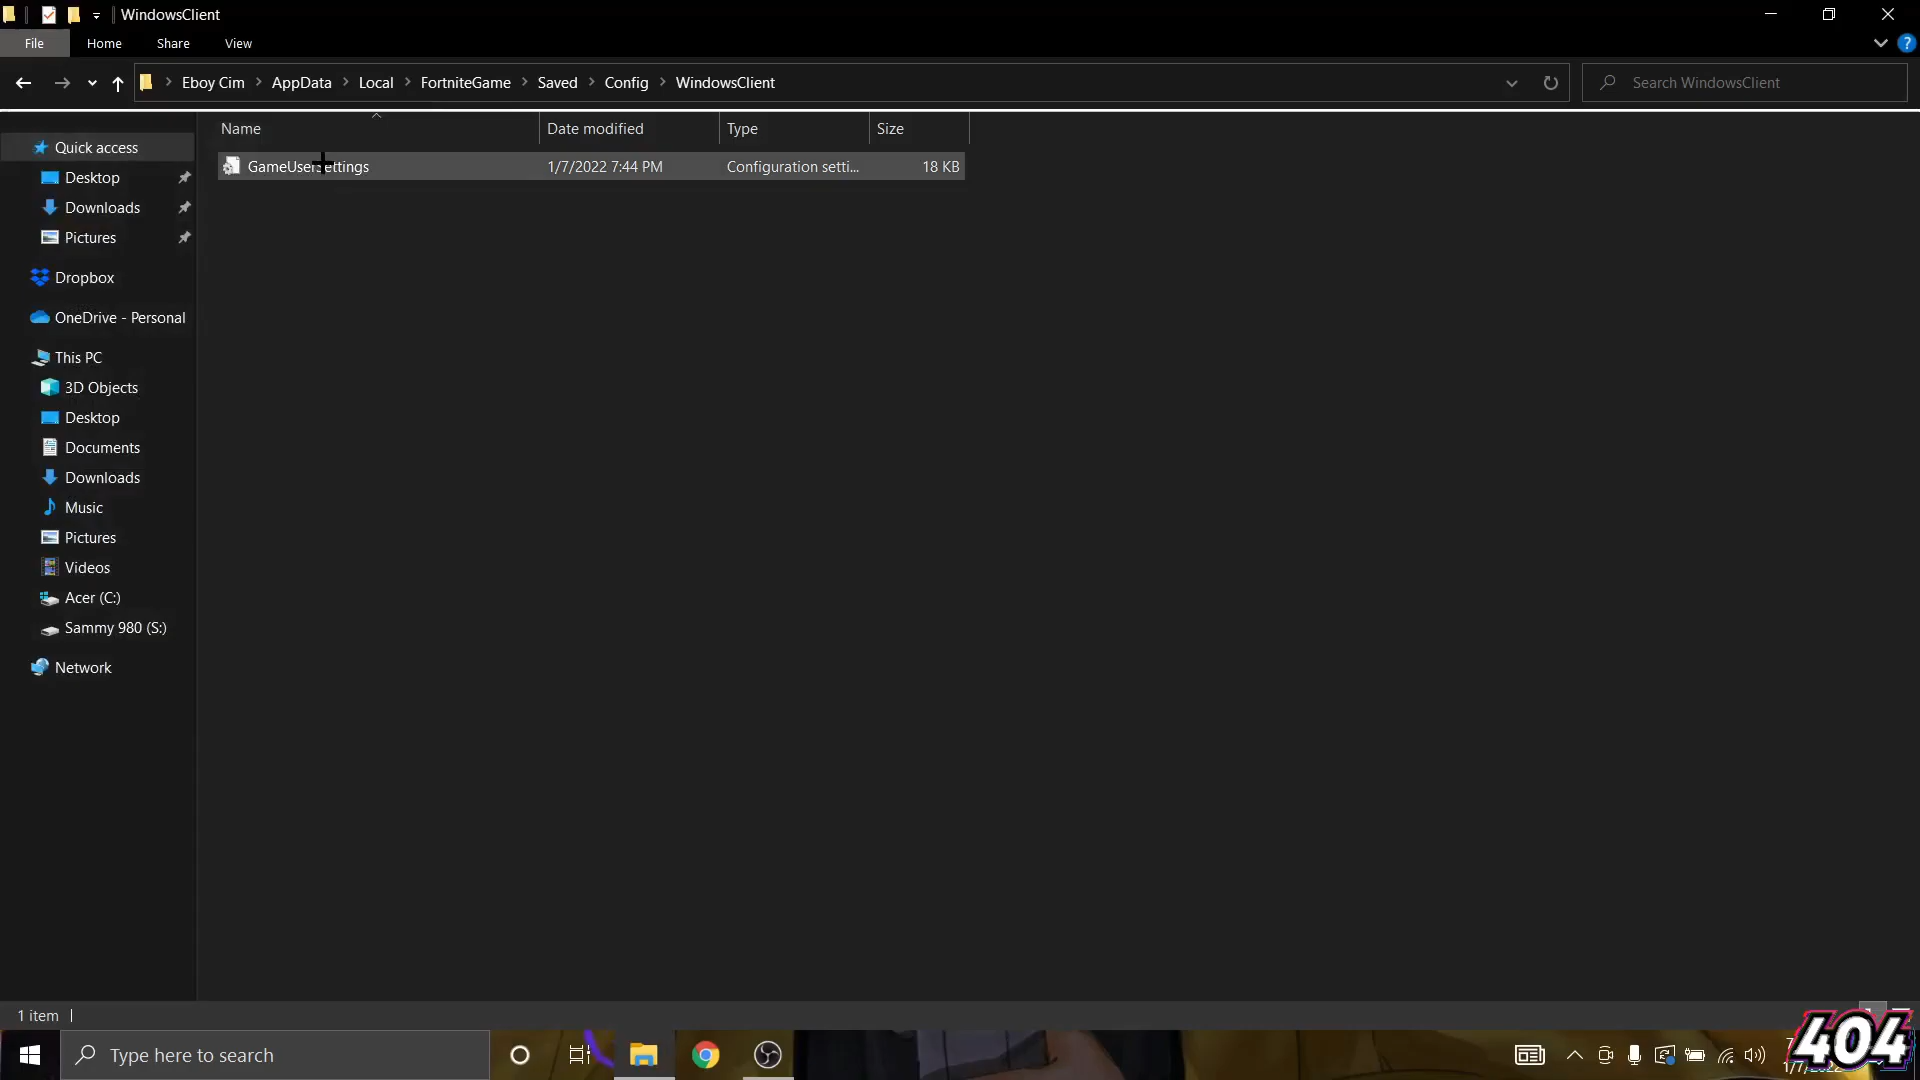 WindowsClient
File Home Share View
Eboy Cim AppData Local FortniteGame Saved Config WindowsClient
Search WindowsClient
Name Date modified Type Size
GameUserSettings 1/7/2022 7:44 PM Configuration setti... 18 KB
Quick access
Desktop
Downloads
Pictures
Dropbox
OneDrive - Personal
This PC
3D Objects
Desktop
Documents
Downloads
Music
Pictures
Videos
Acer (C:)
Sammy 980 (S:)
Network
1 item
Type here to search
404